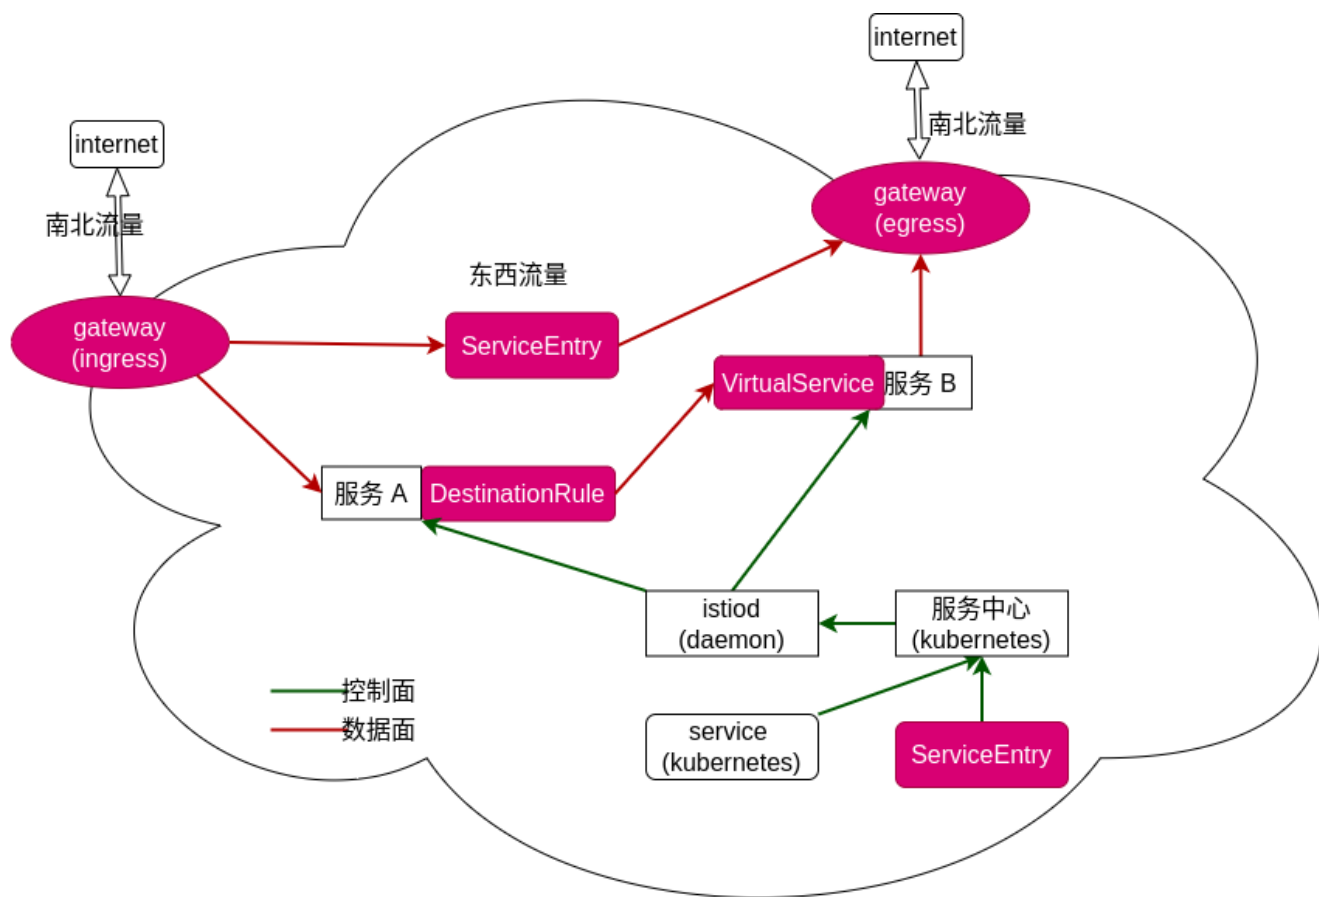 internet
南北流量
internet
南北流量
gateway
(egress)
东西流量
gateway
(ingress)
ServiceEntry
VirtualService
服务 B
服务 A
DestinationRule
istiod
(daemon)
服务中心
(kubernetes)
控制面
数据面
service
(kubernetes)
ServiceEntry